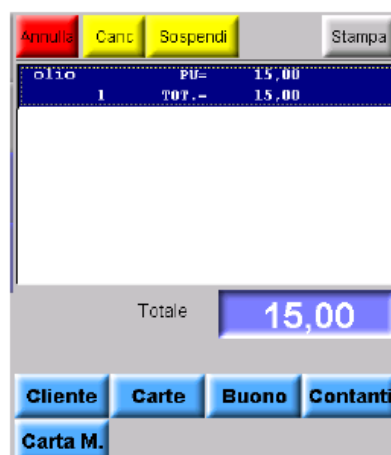 Annulla Canc Sospendi Stampa
olio PU= 15,00
1 TOT.= 15,00
Totale 15,00
Cliente Carte Buono Contanti
Carta M.